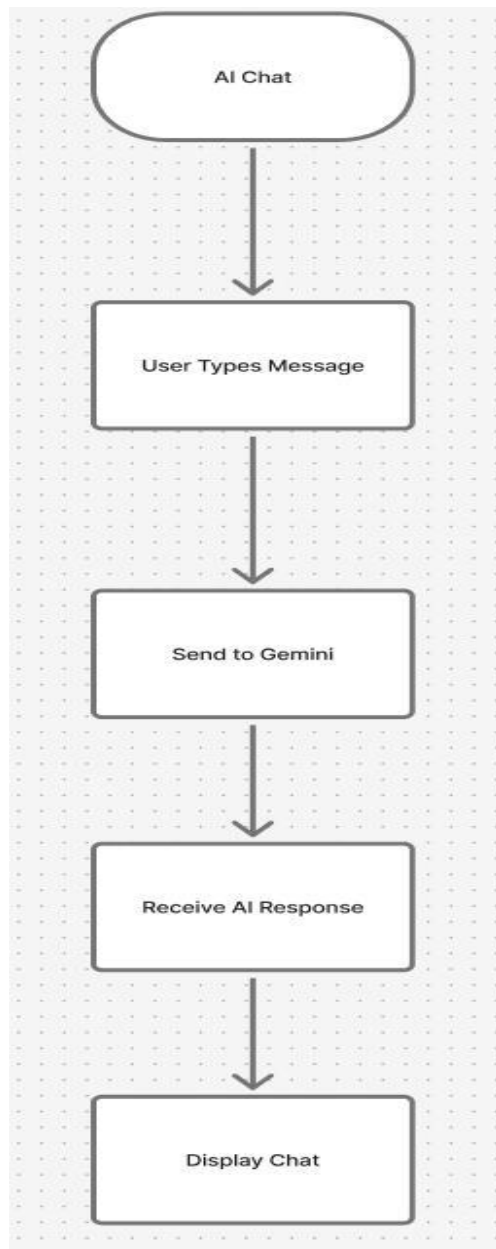 AI Chat
User Types Message
Send to Gemini
Receive AI Response
Display Chat